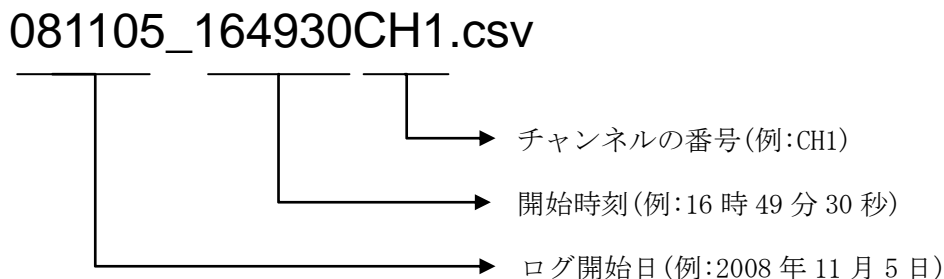 081105_164930CH1.csv
チャンネルの番号(例:CH1)
開始時刻(例:16 時 49 分 30 秒)
ログ開始日(例:2008 年 11 月 5 日)